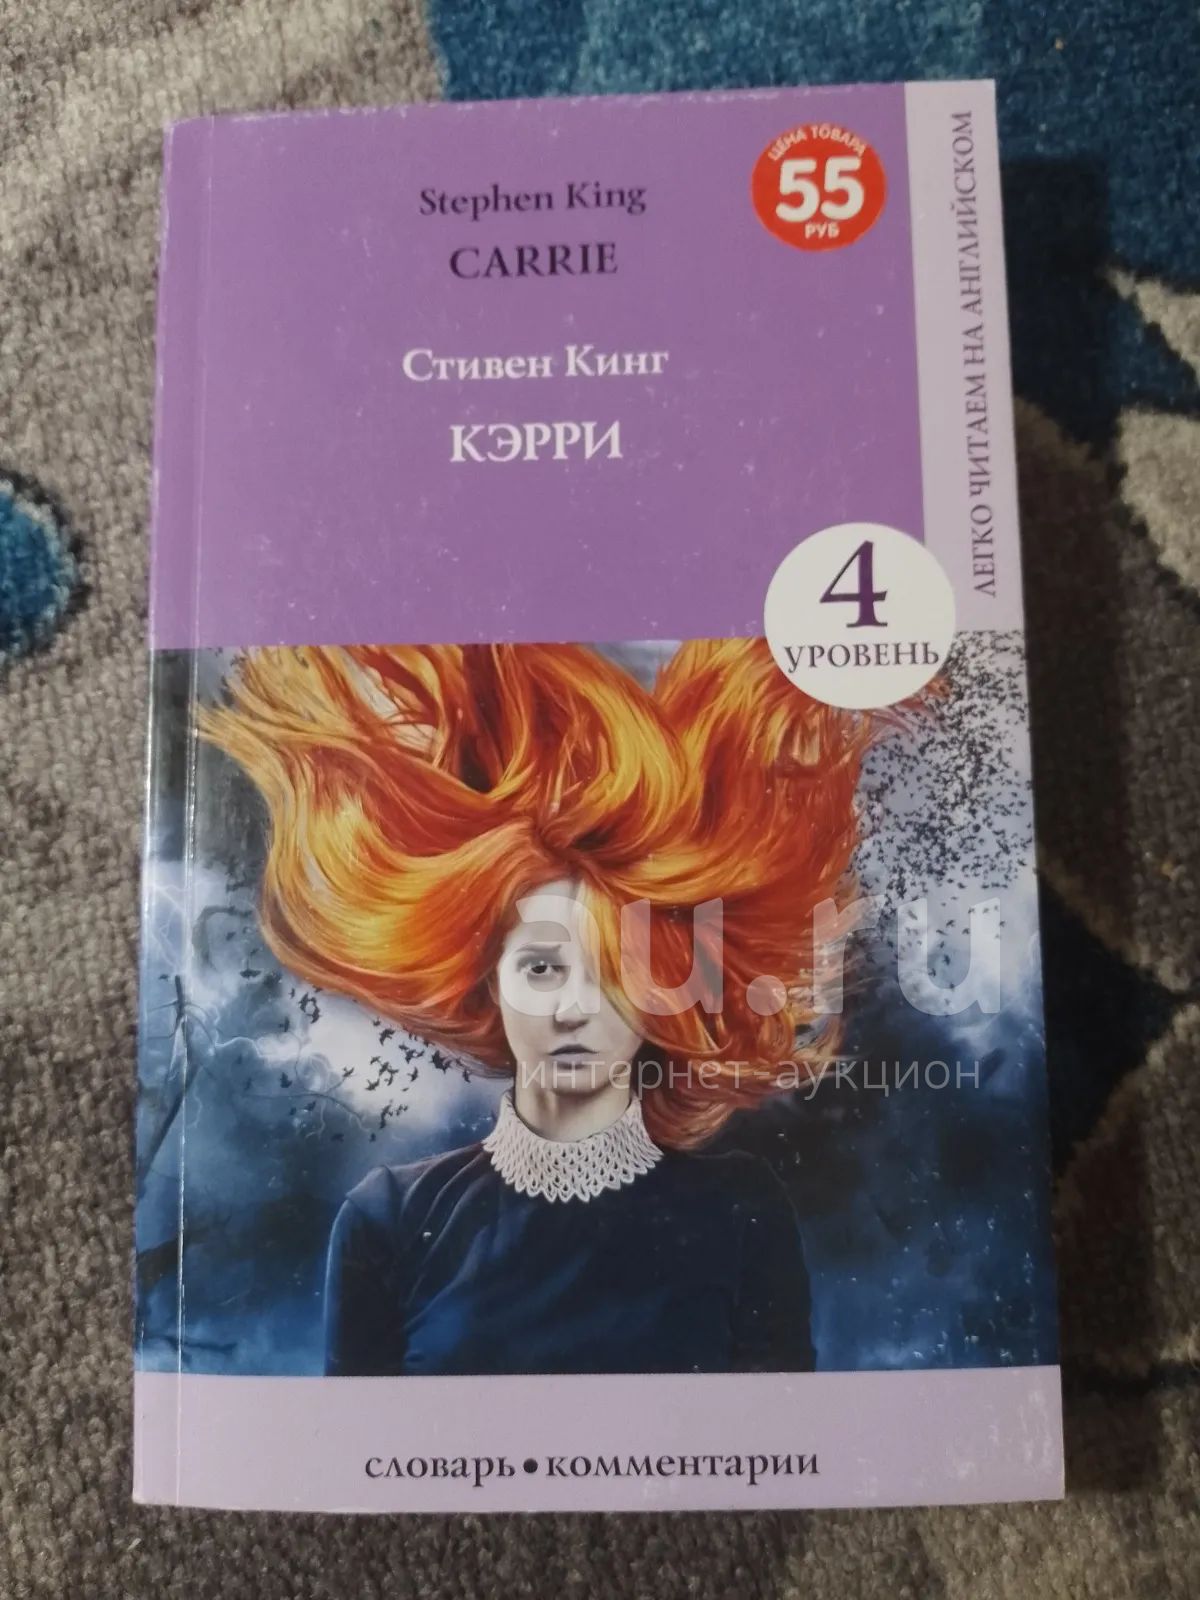 Stephen King
CARRIE
ЦЕНА ТОВАРА
55
РУБ
Стивен Кинг
КЭРРИ
ЛЕГКО ЧИТАЕМ НА АНГЛИЙСКОМ
4
УРОВЕНЬ
au.ru
интернет-аукцион
словарь • комментарии